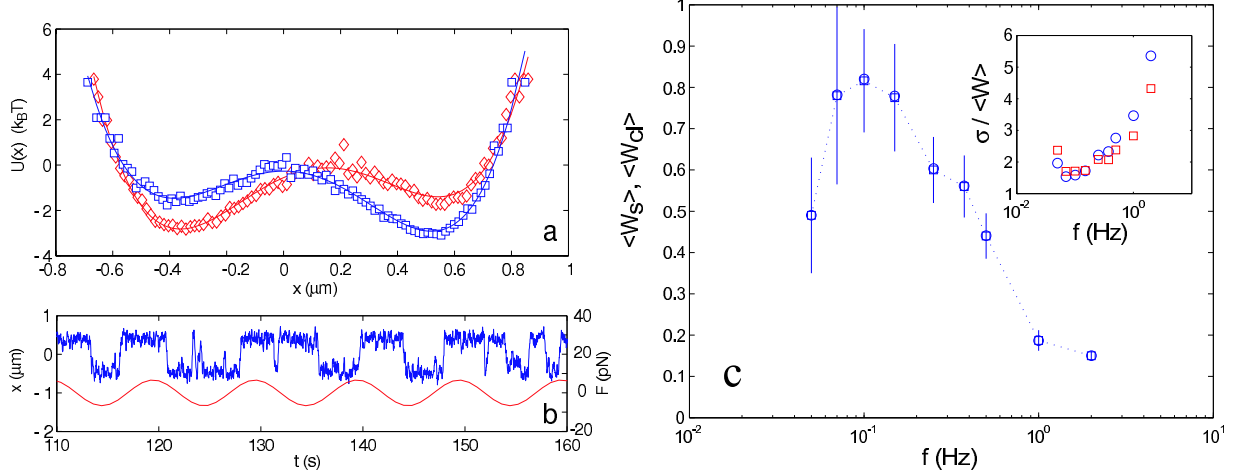 6
4
2
0
-2
-4
U(x) (k_BT)
-0.8 -0.6 -0.4 -0.2 0 0.2 0.4 0.6 0.8 1
x (μm)
a
1
0
-1
-2
x (μm)
40
20
0
-20
F (pN)
110 120 130 140 150 160
t (s)
b
1
0.9
0.8
0.7
0.6
0.5
0.4
0.3
0.2
0.1
0
<W_s>, <W_cl>
10^-2 10^-1 10^0 10^1
f (Hz)
c
6
5
4
3
2
1
σ / <W>
10^-2 10^0
f (Hz)